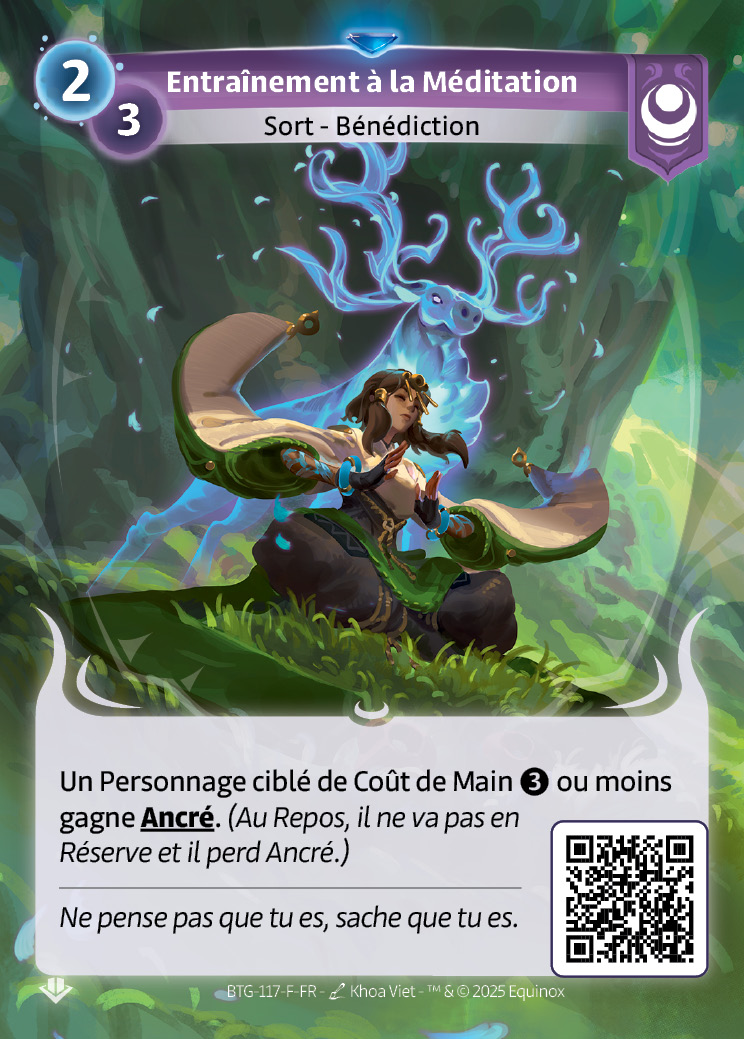 2
Entraînement à la Méditation
3
Sort - Bénédiction
Un Personnage ciblé de Coût de Main 3 ou moins
gagne Ancré. (Au Repos, il ne va pas en
Réserve et il perd Ancré.)
Ne pense pas que tu es, sache que tu es.
BTG-117-F-FR - Khoa Viet - ™ & © 2025 Equinox